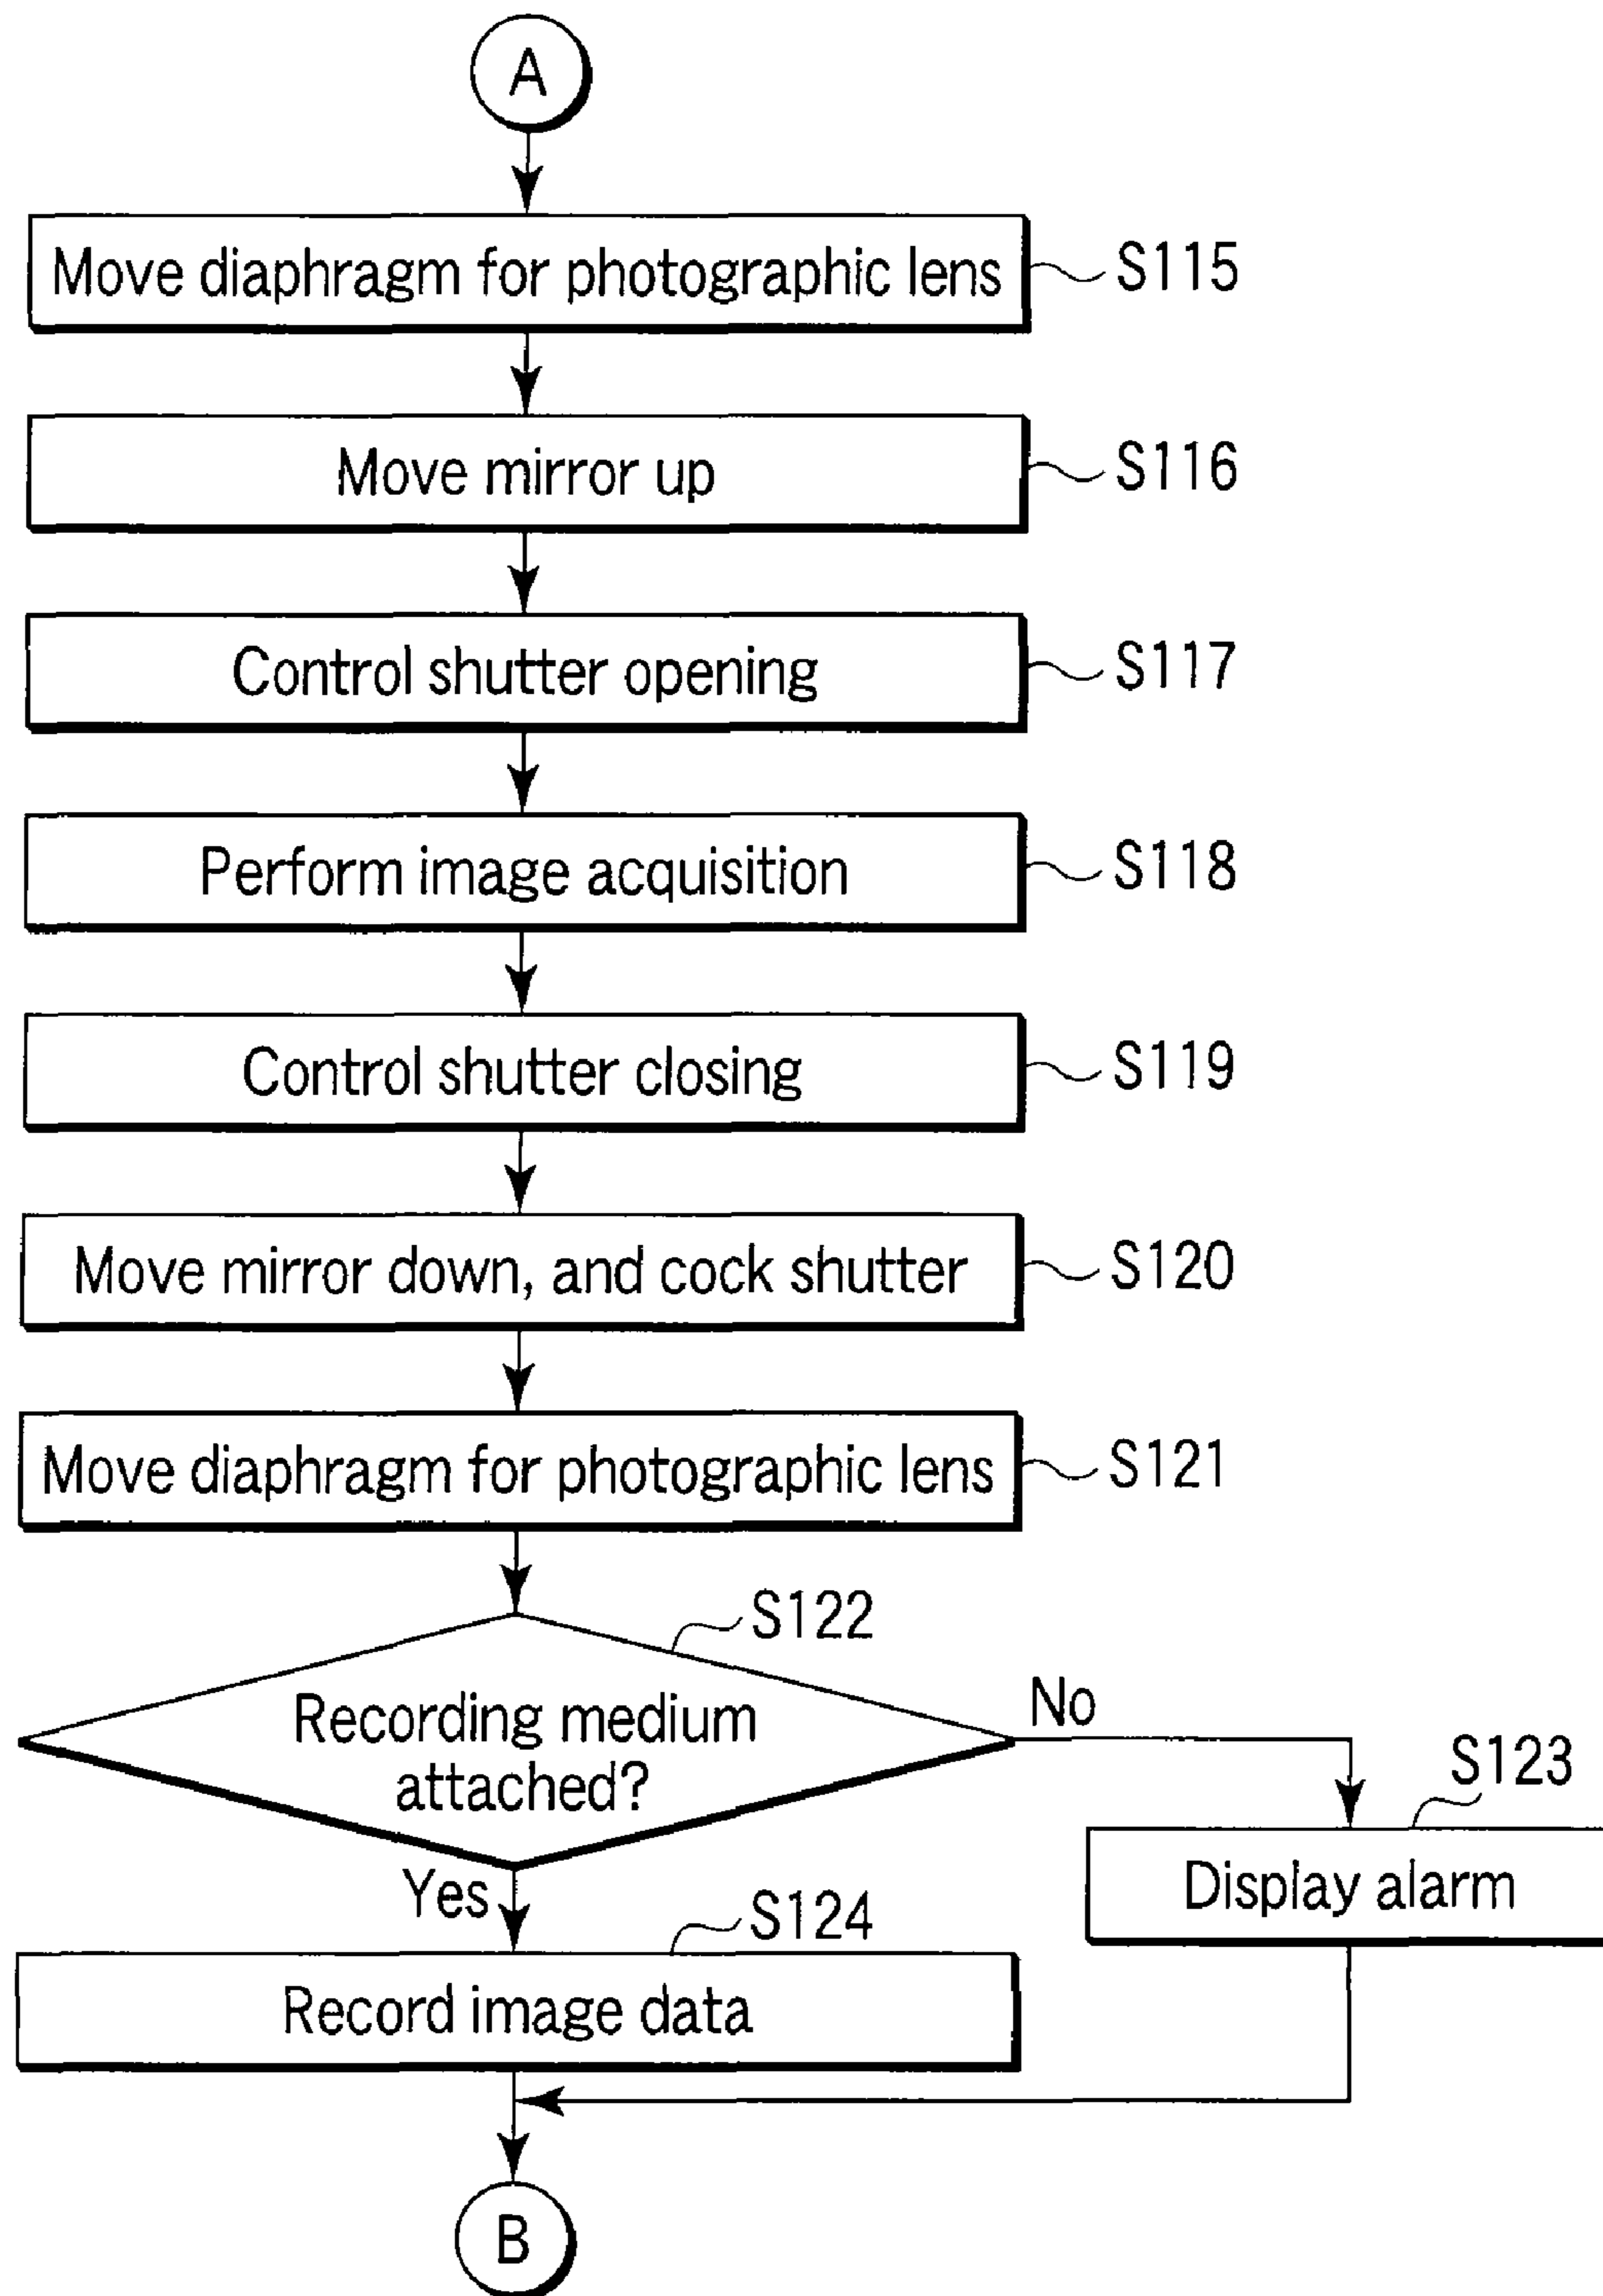 A
Move diaphragm for photographic lens S115
Move mirror up S116
Control shutter opening S117
Perform image acquisition S118
Control shutter closing S119
Move mirror down, and cock shutter S120
Move diaphragm for photographic lens S121
S122
Recording medium
attached?
No
S123
Display alarm
Yes
S124
Record image data
B